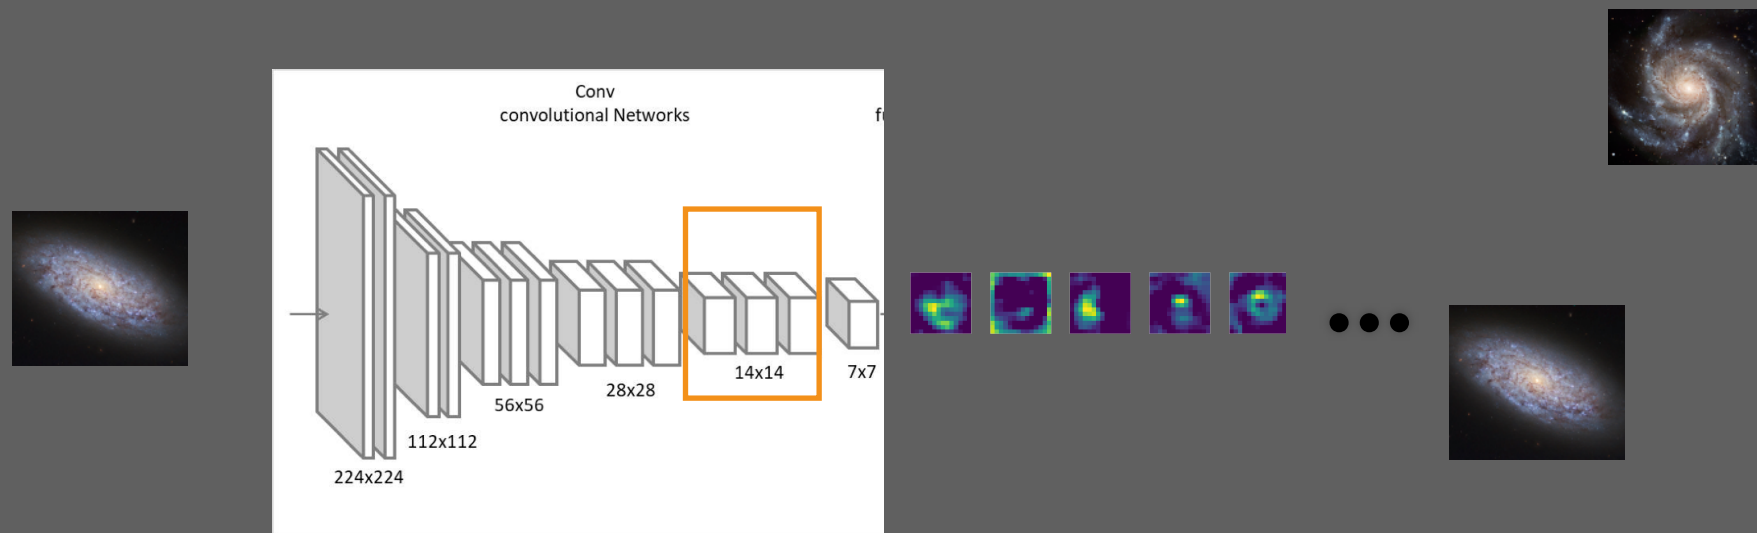 Conv
convolutional Networks
224x224
112x112
56x56
28x28
14x14
7x7